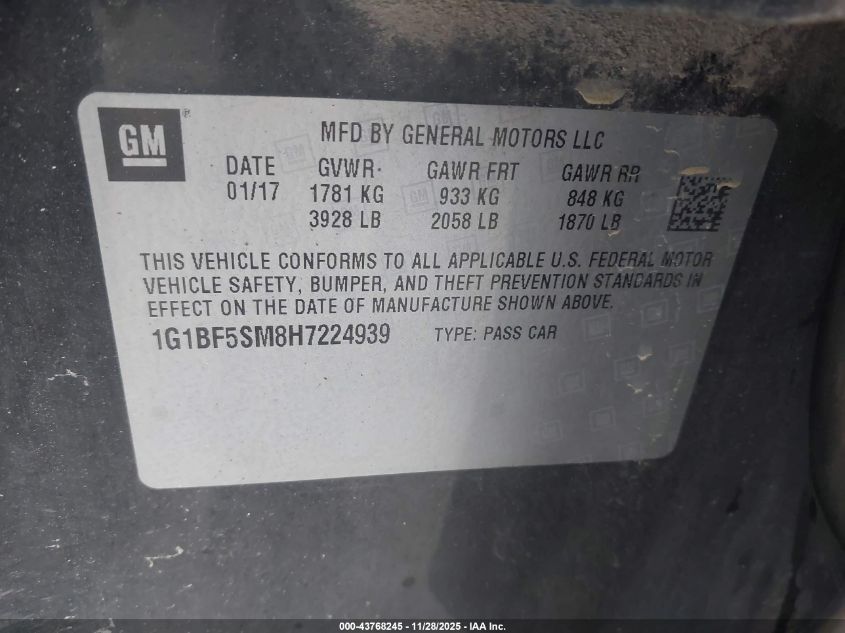 GM ®
MFD BY GENERAL MOTORS LLC
DATE GVWR GAWR FRT GAWR RR
01/17 1781 KG 933 KG 848 KG
3928 LB 2058 LB 1870 LB
THIS VEHICLE CONFORMS TO ALL APPLICABLE U.S. FEDERAL MOTOR
VEHICLE SAFETY, BUMPER, AND THEFT PREVENTION STANDARDS IN
EFFECT ON THE DATE OF MANUFACTURE SHOWN ABOVE.
1G1BF5SM8H7224939 TYPE: PASS CAR
000-43768245 - 11/28/2025 - IAA Inc.